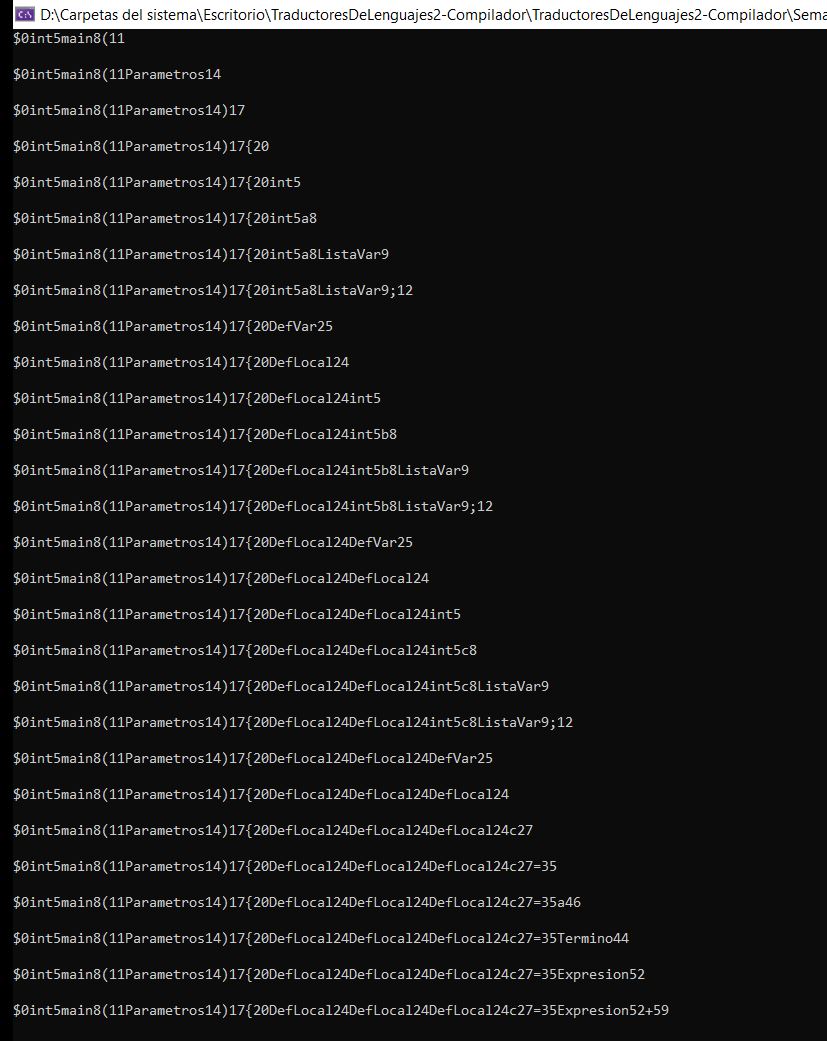 D:\Carpetas del sistema\Escritorio\TraductoresDeLenguajes2-Compilador\TraductoresDeLenguajes2-Compilador\Sema
$0int5main8(11
$0int5main8(11Parametros14
$0int5main8(11Parametros14)17
$0int5main8(11Parametros14)17{20
$0int5main8(11Parametros14)17{20int5
$0int5main8(11Parametros14)17{20int5a8
$0int5main8(11Parametros14)17{20int5a8ListaVar9
$0int5main8(11Parametros14)17{20int5a8ListaVar9;12
$0int5main8(11Parametros14)17{20DefVar25
$0int5main8(11Parametros14)17{20DefLocal24
$0int5main8(11Parametros14)17{20DefLocal24int5
$0int5main8(11Parametros14)17{20DefLocal24int5b8
$0int5main8(11Parametros14)17{20DefLocal24int5b8ListaVar9
$0int5main8(11Parametros14)17{20DefLocal24int5b8ListaVar9;12
$0int5main8(11Parametros14)17{20DefLocal24DefVar25
$0int5main8(11Parametros14)17{20DefLocal24DefLocal24
$0int5main8(11Parametros14)17{20DefLocal24DefLocal24int5
$0int5main8(11Parametros14)17{20DefLocal24DefLocal24int5c8
$0int5main8(11Parametros14)17{20DefLocal24DefLocal24int5c8ListaVar9
$0int5main8(11Parametros14)17{20DefLocal24DefLocal24int5c8ListaVar9;12
$0int5main8(11Parametros14)17{20DefLocal24DefLocal24DefVar25
$0int5main8(11Parametros14)17{20DefLocal24DefLocal24DefLocal24
$0int5main8(11Parametros14)17{20DefLocal24DefLocal24DefLocal24c27
$0int5main8(11Parametros14)17{20DefLocal24DefLocal24DefLocal24c27=35
$0int5main8(11Parametros14)17{20DefLocal24DefLocal24DefLocal24c27=35a46
$0int5main8(11Parametros14)17{20DefLocal24DefLocal24DefLocal24c27=35Termino44
$0int5main8(11Parametros14)17{20DefLocal24DefLocal24DefLocal24c27=35Expresion52
$0int5main8(11Parametros14)17{20DefLocal24DefLocal24DefLocal24c27=35Expresion52+59